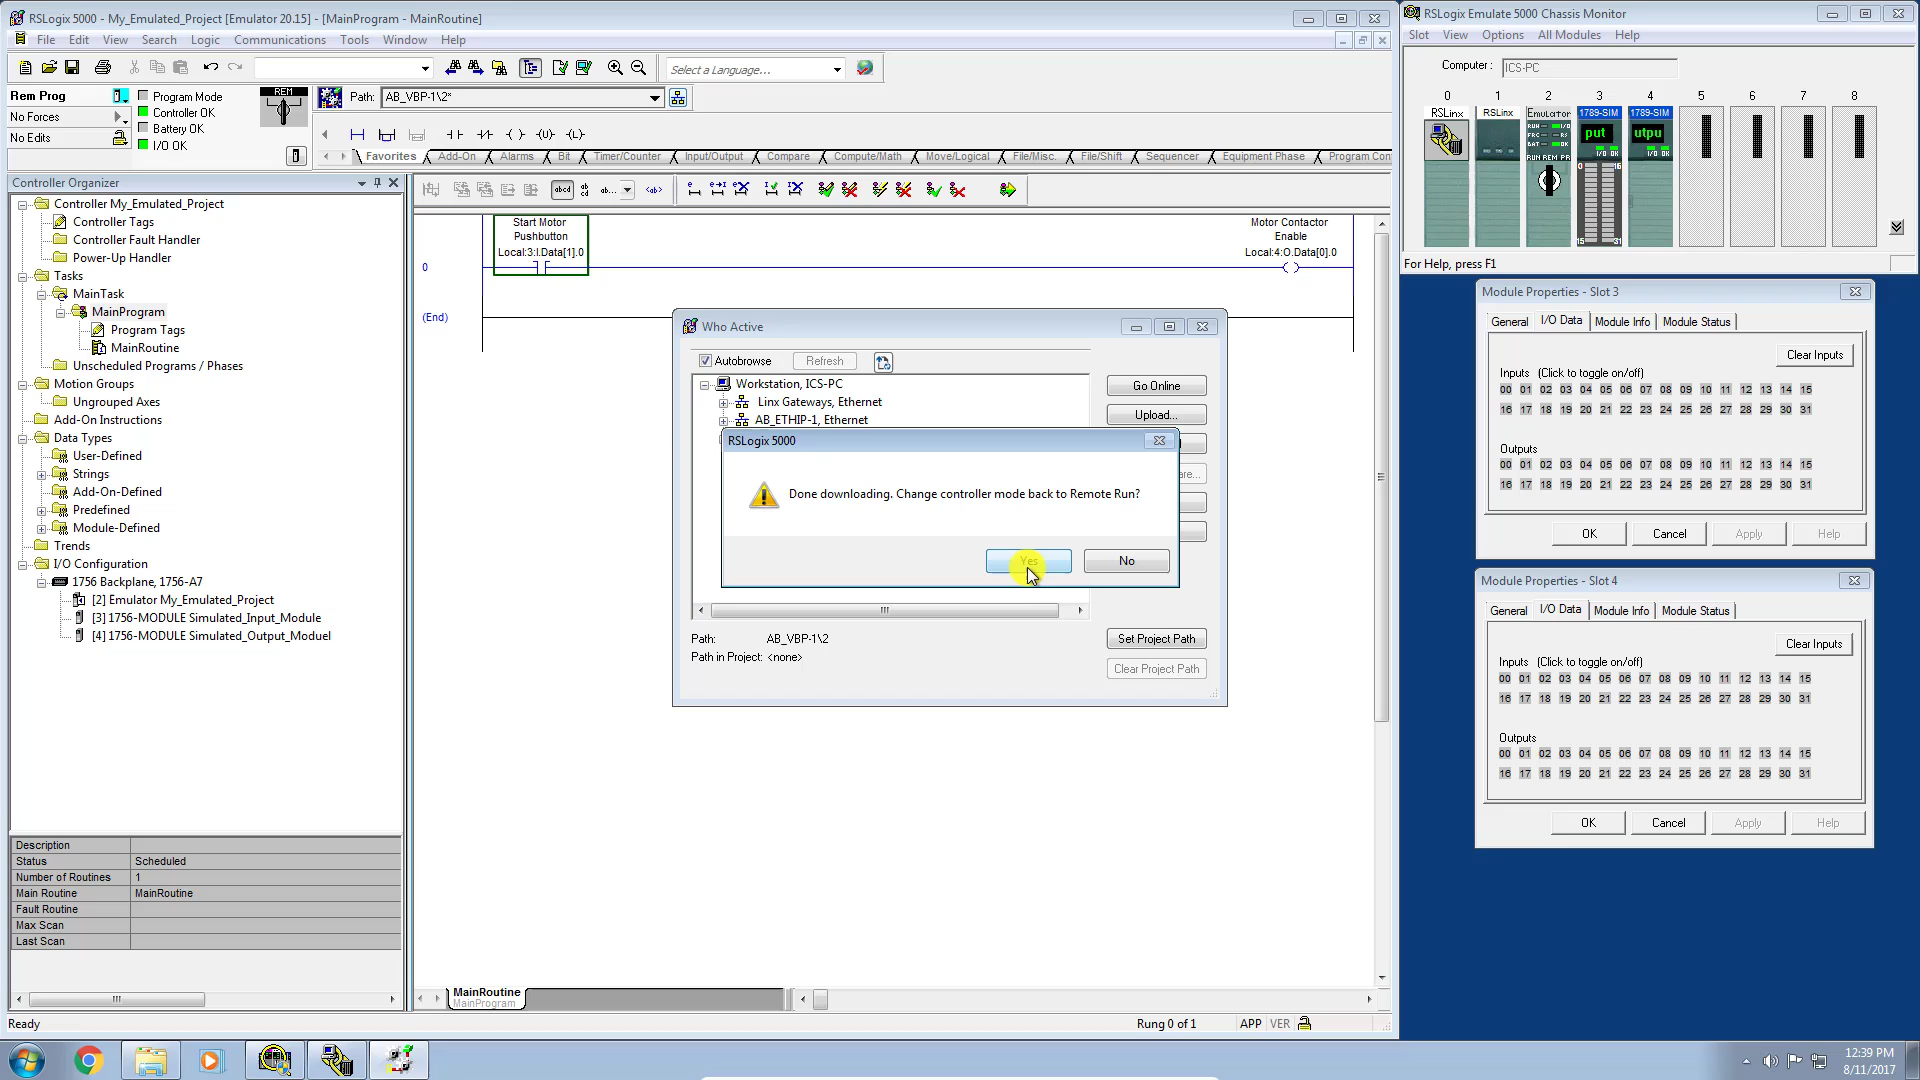 RSLogix 5000 - My_Emulated_Project [Emulator 20.15] - [MainProgram - MainRoutine]
File Edit View Search Logic Communications Tools Window Help
Select a Language...
Rem Prog
No Forces
No Edits
Program Mode
Controller OK
Battery OK
I/O OK
REM
Path: AB_VBP-1\2*
Favorites Add-On Alarms Bit Timer/Counter Input/Output Compare Compute/Math Move/Logical File/Misc. File/Shift Sequencer Equipment Phase Program Con
Controller Organizer
Controller My_Emulated_Project
Controller Tags
Controller Fault Handler
Power-Up Handler
Tasks
MainTask
MainProgram
Program Tags
MainRoutine
Unscheduled Programs / Phases
Motion Groups
Ungrouped Axes
Add-On Instructions
Data Types
User-Defined
Strings
Add-On-Defined
Predefined
Module-Defined
Trends
I/O Configuration
1756 Backplane, 1756-A7
[2] Emulator My_Emulated_Project
[3] 1756-MODULE Simulated_Input_Module
[4] 1756-MODULE Simulated_Output_Moduel
Description
Status Scheduled
Number of Routines 1
Main Routine MainRoutine
Fault Routine
Max Scan
Last Scan
Ready
abcd
ab
cd
ab...
<ab>
Start Motor
Pushbutton
Local:3:I.Data[1].0
Motor Contactor
Enable
Local:4:O.Data[0].0
0
(End)
Who Active
Autobrowse Refresh
Workstation, ICS-PC
Linx Gateways, Ethernet
AB_ETHIP-1, Ethernet
Go Online
Upload...
RSLogix 5000
Done downloading. Change controller mode back to Remote Run?
Yes No
Path: AB_VBP-1\2
Path in Project: <none>
Set Project Path
Clear Project Path
MainRoutine
MainProgram
Rung 0 of 1 APP VER
RSLogix Emulate 5000 Chassis Monitor
Slot View Options All Modules Help
Computer : ICS-PC
0 1 2 3 4 5 6 7 8
RSLinx RSLinx Emulator 1789-SIM 1789-SIM
put utpu
RUN REM PR
For Help, press F1
Module Properties - Slot 3
General I/O Data Module Info Module Status
Clear Inputs
Inputs (Click to toggle on/off)
00 01 02 03 04 05 06 07 08 09 10 11 12 13 14 15
16 17 18 19 20 21 22 23 24 25 26 27 28 29 30 31
Outputs
00 01 02 03 04 05 06 07 08 09 10 11 12 13 14 15
16 17 18 19 20 21 22 23 24 25 26 27 28 29 30 31
OK Cancel Apply Help
Module Properties - Slot 4
General I/O Data Module Info Module Status
Clear Inputs
Inputs (Click to toggle on/off)
00 01 02 03 04 05 06 07 08 09 10 11 12 13 14 15
16 17 18 19 20 21 22 23 24 25 26 27 28 29 30 31
Outputs
00 01 02 03 04 05 06 07 08 09 10 11 12 13 14 15
16 17 18 19 20 21 22 23 24 25 26 27 28 29 30 31
OK Cancel Apply Help
12:39 PM
8/11/2017